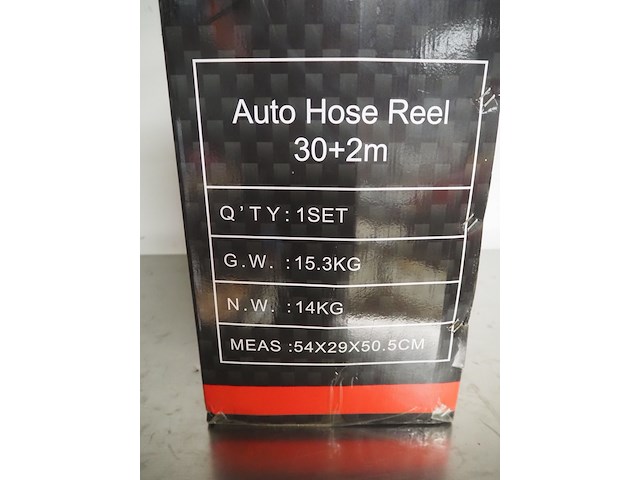 Auto Hose Reel
30+2m
Q'TY: 1SET
G.W. :15.3KG
N.W. :14KG
MEAS :54X29X50.5CM